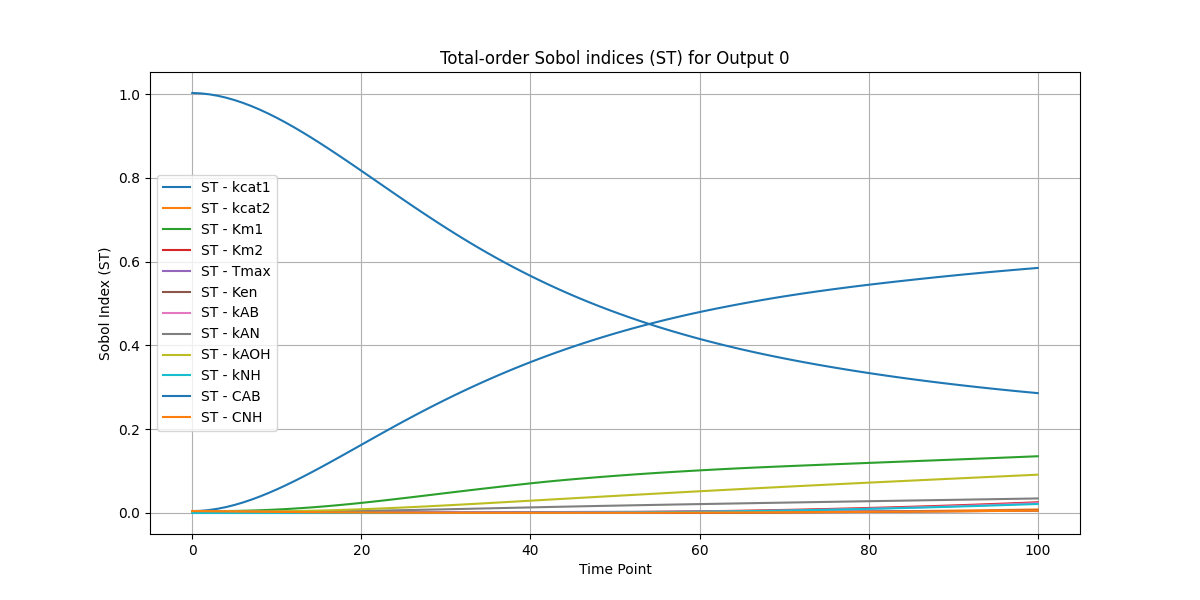 Total-order Sobol indices (ST) for Output 0
Sobol Index (ST)
1.0
0.8
0.6
0.4
0.2
0.0
ST - kcat1
ST - kcat2
ST - Km1
ST - Km2
ST - Tmax
ST - Ken
ST - kAB
ST - kAN
ST - kAOH
ST - kNH
ST - CAB
ST - CNH
0
20
40
60
80
100
Time Point